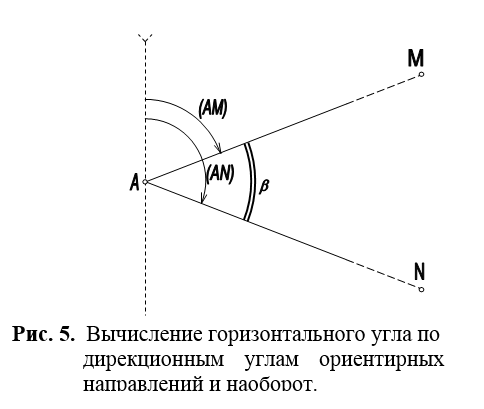 M
(AM)
A
(AN)
β
N
Рис. 5. Вычисление горизонтального угла по
дирекционным углам ориентирных
направлений и наоборот.